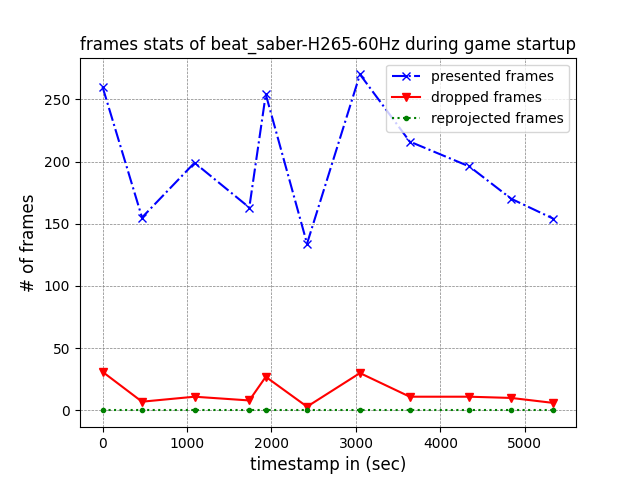 frames stats of beat_saber-H265-60Hz during game startup
presented frames
dropped frames
reprojected frames
# of frames
250
200
150
100
50
0
0 1000 2000 3000 4000 5000
timestamp in (sec)